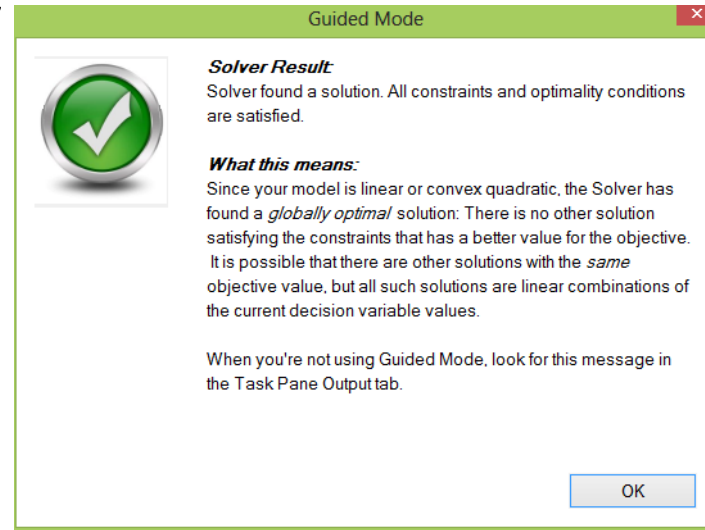 Guided Mode
Solver Result:
Solver found a solution. All constraints and optimality conditions
are satisfied.
What this means:
Since your model is linear or convex quadratic, the Solver has
found a globally optimal solution: There is no other solution
satisfying the constraints that has a better value for the objective.
It is possible that there are other solutions with the same
objective value, but all such solutions are linear combinations of
the current decision variable values.
When you're not using Guided Mode, look for this message in
the Task Pane Output tab.
OK